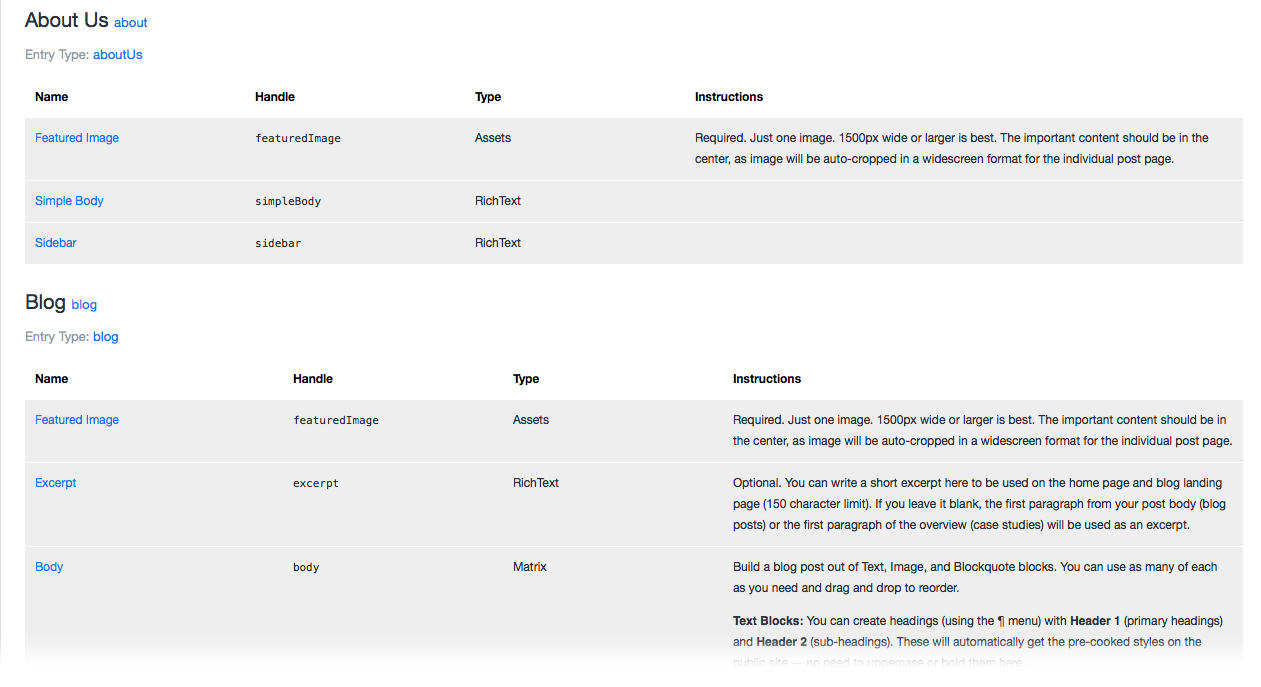 About Us about
Entry Type: aboutUs
Name Handle Type Instructions
Featured Image featuredImage Assets Required. Just one image. 1500px wide or larger is best. The important content should be in the
center, as image will be auto-cropped in a widescreen format for the individual post page.
Simple Body simpleBody RichText
Sidebar sidebar RichText
Blog blog
Entry Type: blog
Name Handle Type Instructions
Featured Image featuredImage Assets Required. Just one image. 1500px wide or larger is best. The important content should be in
the center, as image will be auto-cropped in a widescreen format for the individual post page.
Excerpt excerpt RichText Optional. You can write a short excerpt here to be used on the home page and blog landing
page (150 character limit). If you leave it blank, the first paragraph from your post body (blog
posts) or the first paragraph of the overview (case studies) will be used as an excerpt.
Body body Matrix Build a blog post out of Text, Image, and Blockquote blocks. You can use as many of each
as you need and drag and drop to reorder.
Text Blocks: You can create headings (using the ¶ menu) with Header 1 (primary headings)
and Header 2 (sub-headings). These will automatically get the pre-cooked styles on the
public site — no need to uppercase or bold them here.